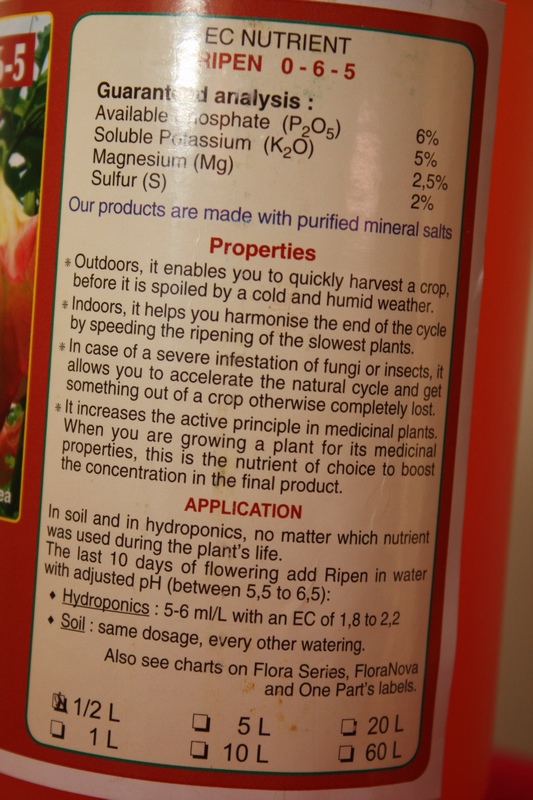 EC NUTRIENT
RIPEN 0-6-5
5-5
Guaranteed analysis :
Available Phosphate (P₂O₅) 6%
Soluble Potassium (K₂O) 5%
Magnesium (Mg) 2,5%
Sulfur (S) 2%
Our products are made with purified mineral salts
Properties
* Outdoors, it enables you to quickly harvest a crop,
before it is spoiled by a cold and humid weather.
* Indoors, it helps you harmonise the end of the cycle
by speeding the ripening of the slowest plants.
* In case of a severe infestation of fungi or insects, it
allows you to accelerate the natural cycle and get
something out of a crop otherwise completely lost.
* It increases the active principle in medicinal plants.
When you are growing a plant for its medicinal
properties, this is the nutrient of choice to boost
the concentration in the final product.
APPLICATION
In soil and in hydroponics, no matter which nutrient
was used during the plant's life.
The last 10 days of flowering add Ripen in water
with adjusted pH (between 5,5 to 6,5):
♦ Hydroponics : 5-6 ml/L with an EC of 1,8 to 2,2
♦ Soil : same dosage, every other watering.
Also see charts on Flora Series, FloraNova
and One Part's labels.
1/2 L 5 L 20 L
1 L 10 L 60 L
ea